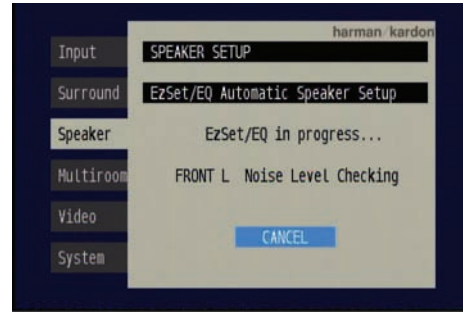 harman/kardon
Input
SPEAKER SETUP
Surround
EzSet/EQ Automatic Speaker Setup
Speaker
EzSet/EQ in progress...
Multiroom
FRONT L Noise Level Checking
Video
CANCEL
System